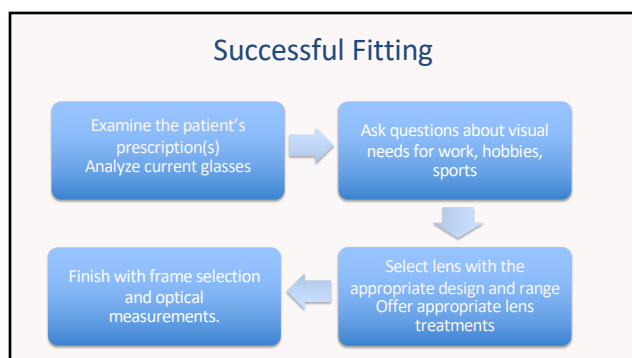 Successful Fitting
Examine the patient's
prescription(s)
Analyze current glasses
Ask questions about visual
needs for work, hobbies,
sports
Select lens with the
appropriate design and range
Offer appropriate lens
treatments
Finish with frame selection
and optical
measurements.